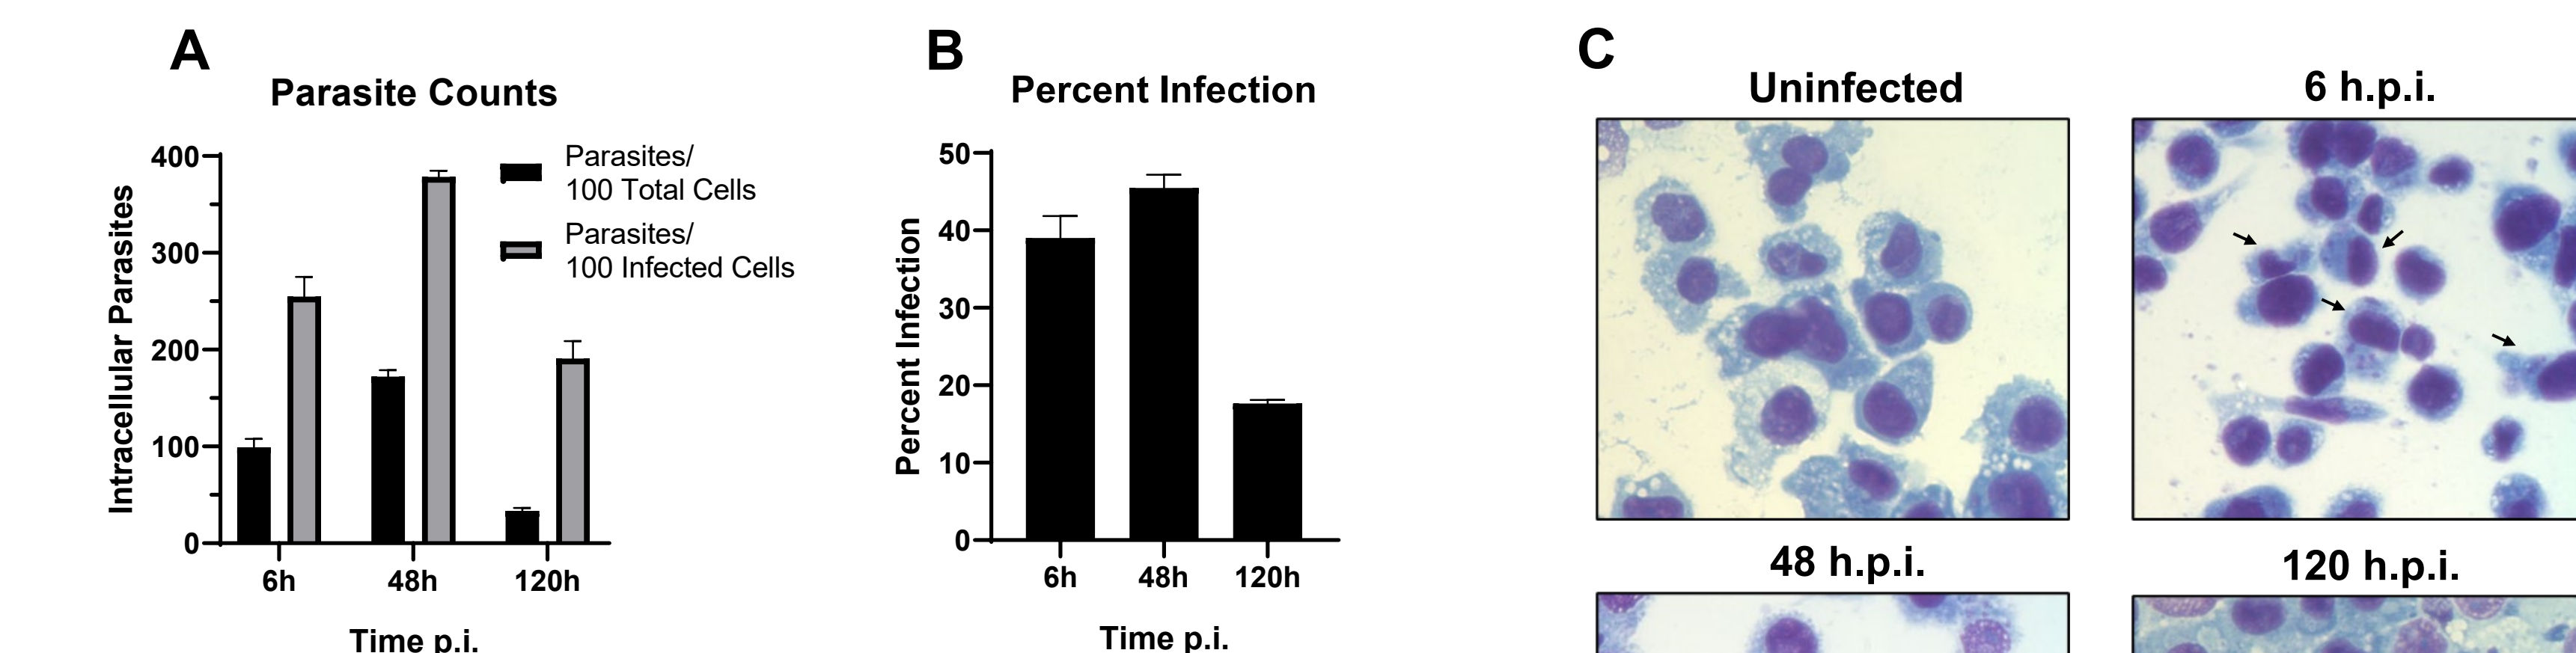 A
Parasite Counts
400
300
200
100
0
Intracellular Parasites
6h
48h
120h
Time p.i.
Parasites/
100 Total Cells
Parasites/
100 Infected Cells
B
Percent Infection
50
40
30
20
10
0
Percent Infection
6h
48h
120h
Time p.i.
C
Uninfected
6 h.p.i.
48 h.p.i.
120 h.p.i.